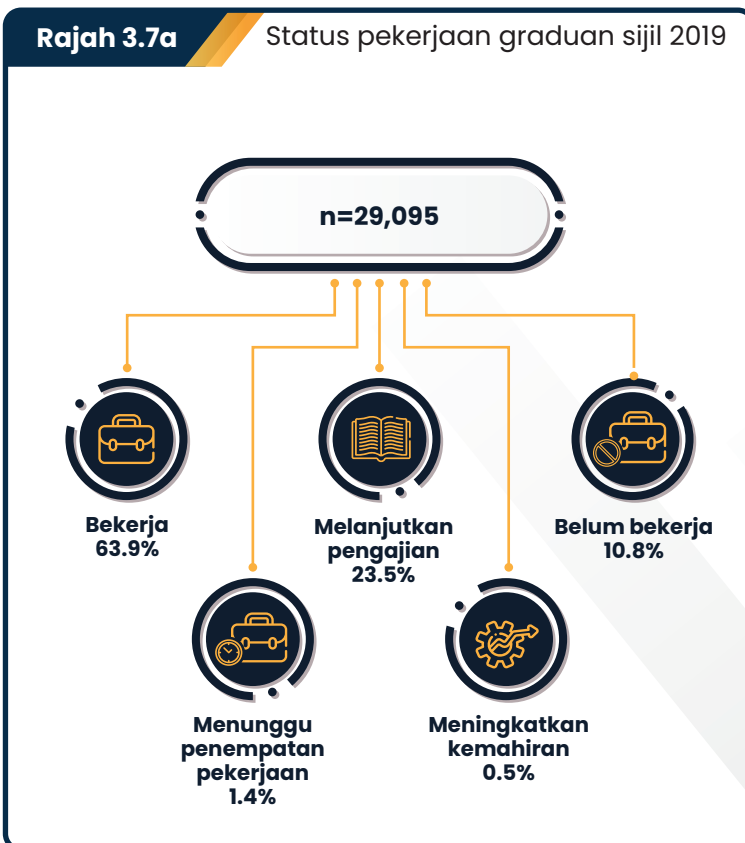 Rajah 3.7a
Status pekerjaan graduan sijil 2019
n=29,095
Bekerja
63.9%
Melanjutkan
pengajian
23.5%
Belum bekerja
10.8%
Menunggu
penempatan
pekerjaan
1.4%
Meningkatkan
kemahiran
0.5%